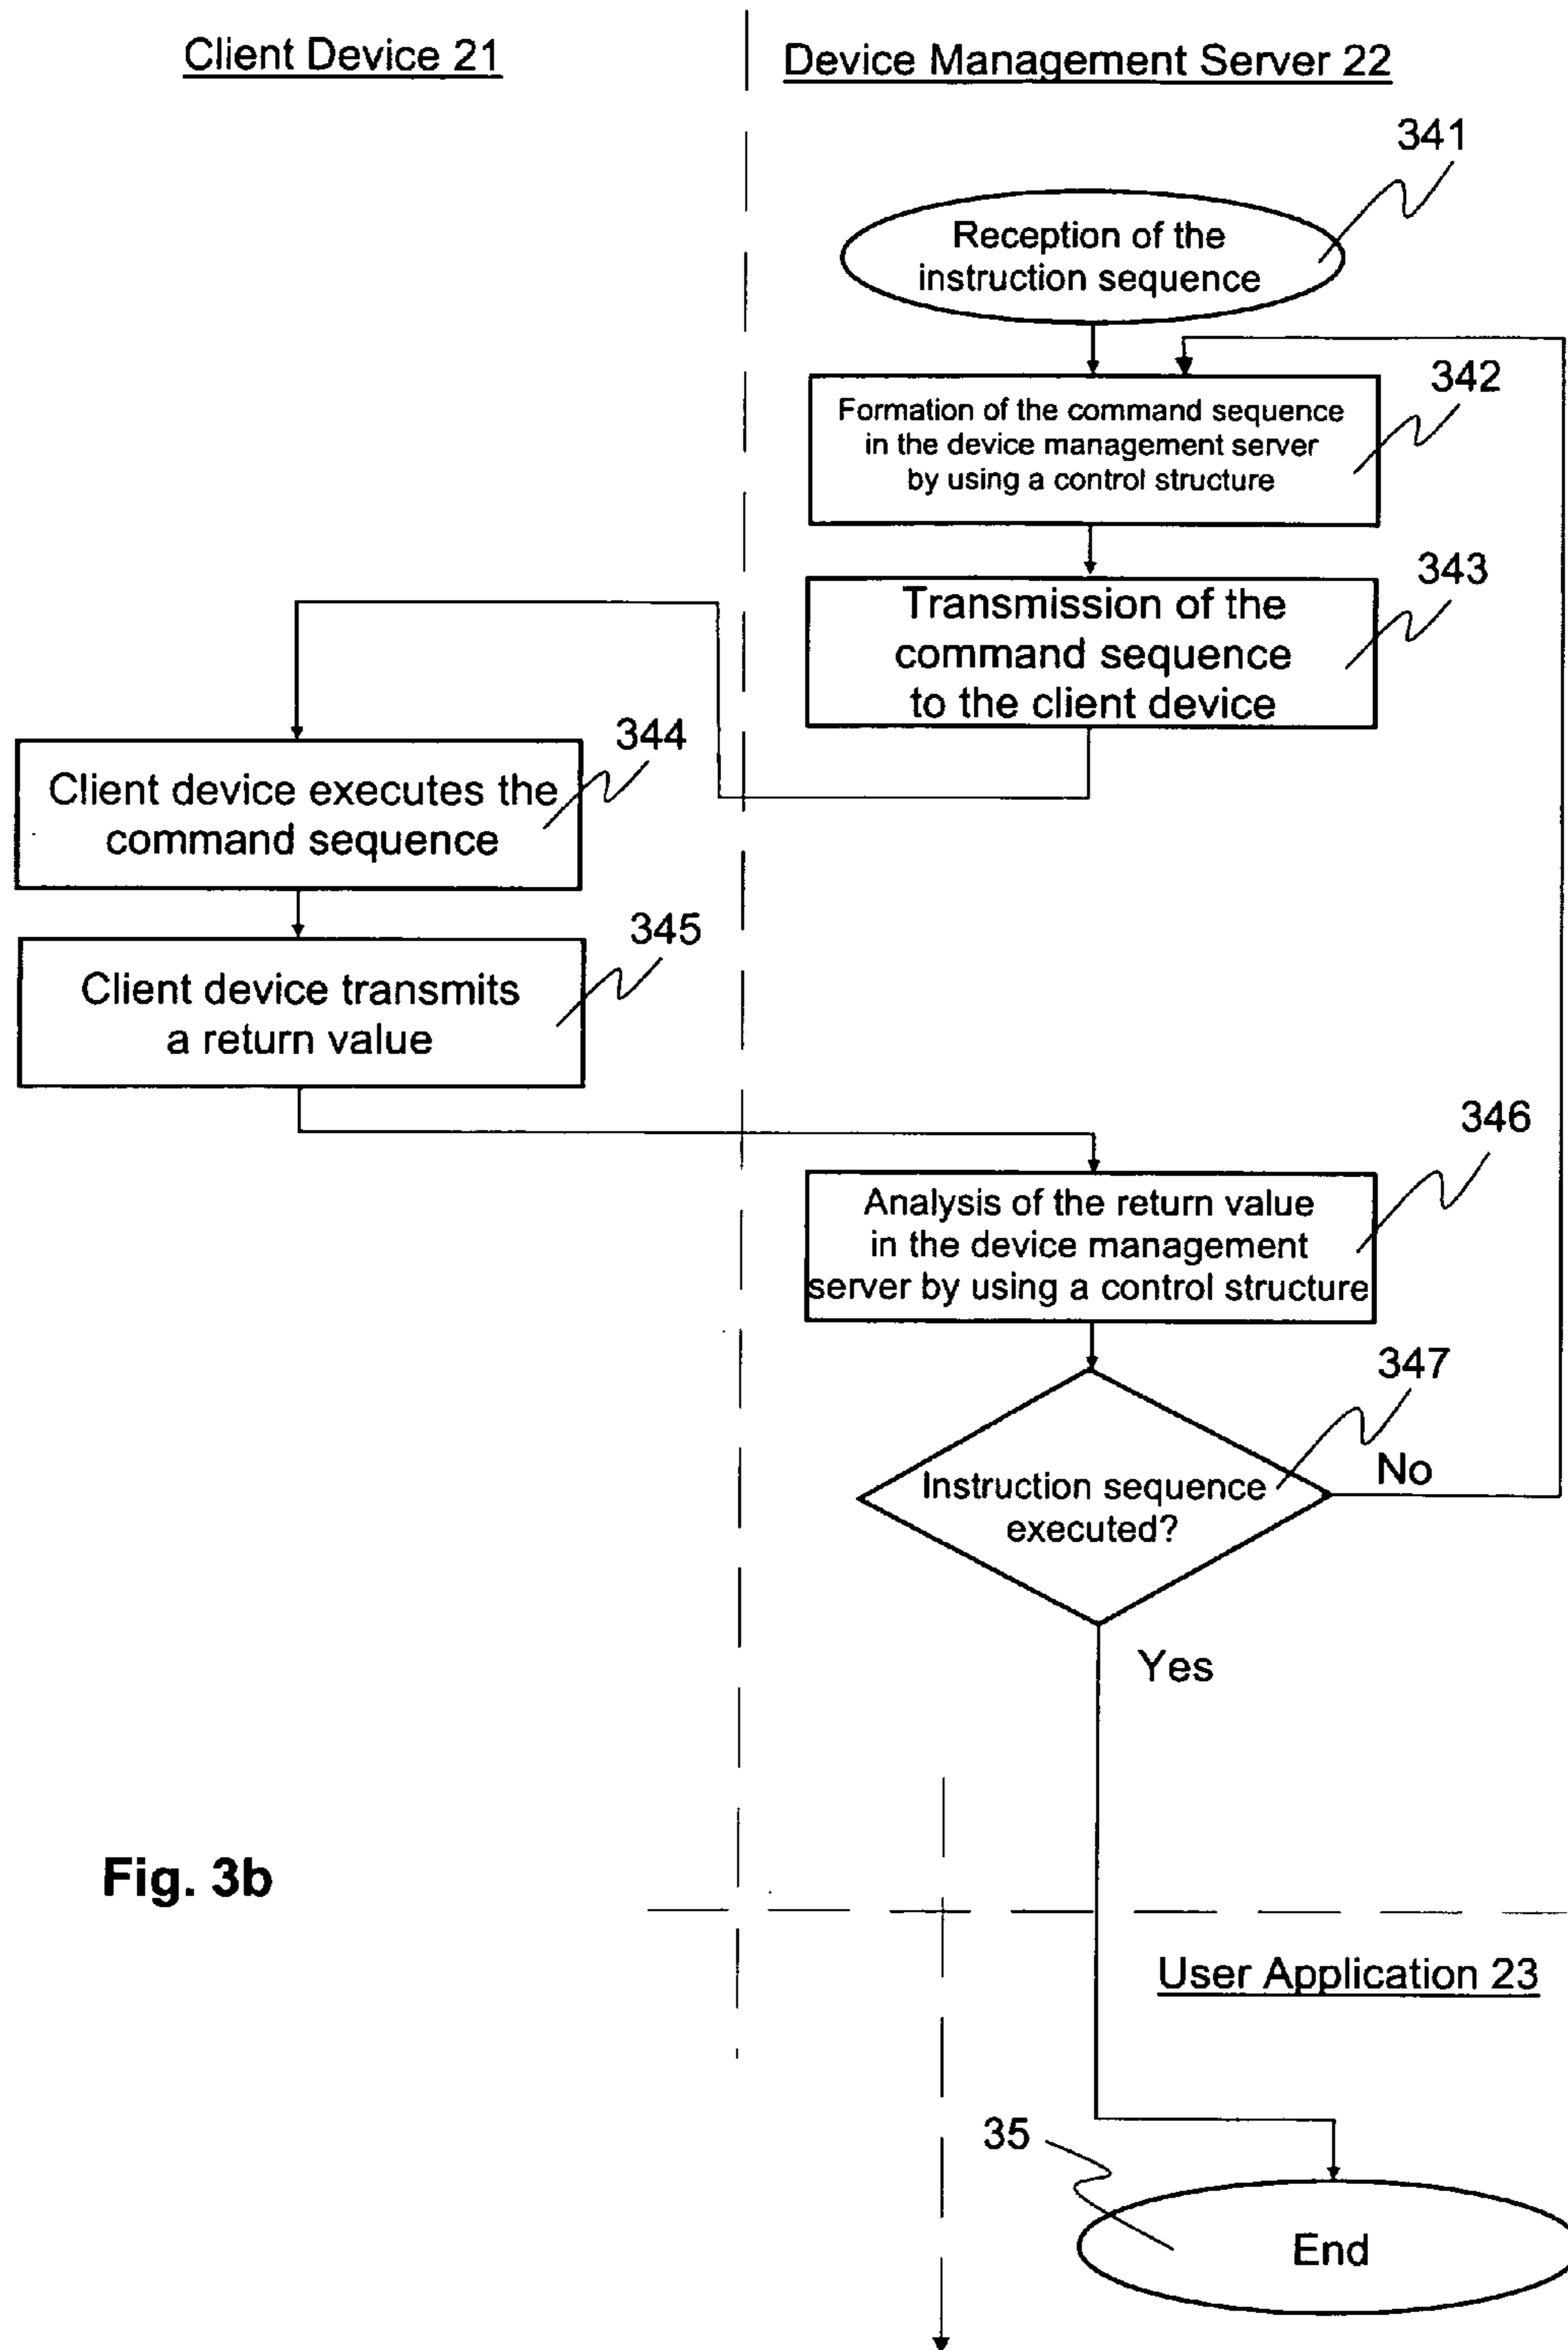 Client Device 21
Device Management Server 22
341
Reception of the
instruction sequence
342
Formation of the command sequence
in the device management server
by using a control structure
343
Transmission of the
command sequence
to the client device
344
Client device executes the
command sequence
345
Client device transmits
a return value
346
Analysis of the return value
in the device management
server by using a control structure
347
Instruction sequence
executed?
No
Yes
Fig. 3b
User Application 23
35
End